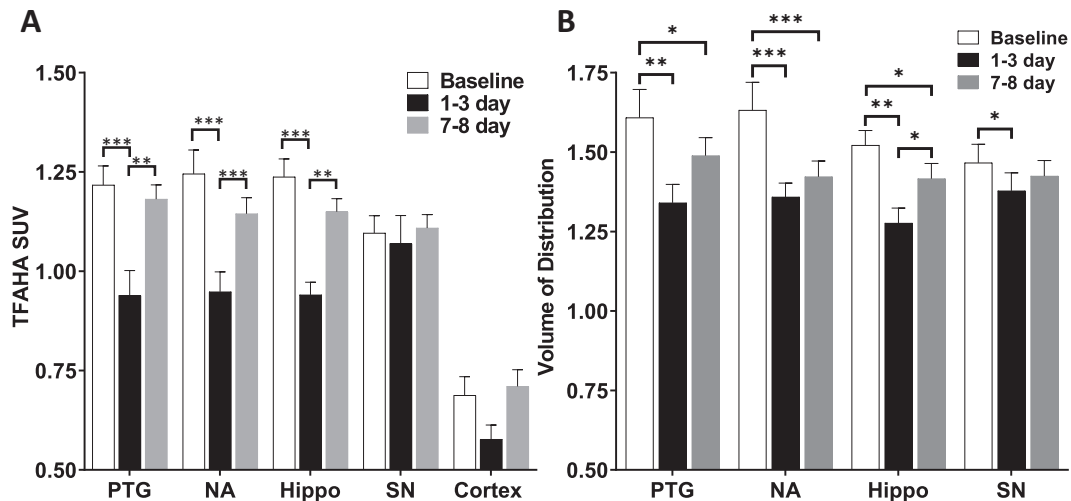 A
TFAHA SUV
1.50
1.25
1.00
0.75
0.50
Baseline
1-3 day
7-8 day
***
**
***
***
***
**
PTG NA Hippo SN Cortex
B
Volume of Distribution
1.75
1.50
1.25
1.00
0.75
0.50
Baseline
1-3 day
7-8 day
*
**
***
***
*
**
*
*
PTG NA Hippo SN